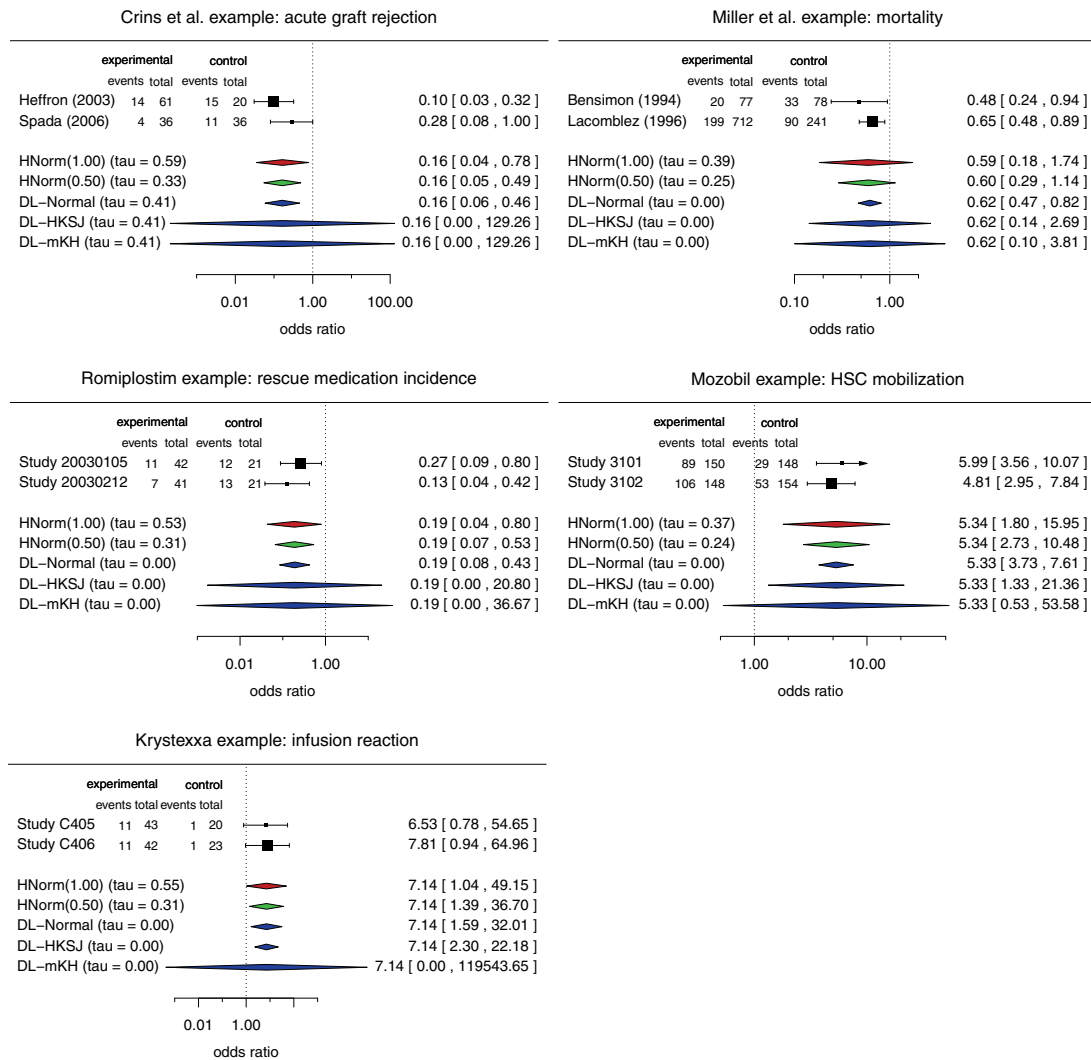 Crins et al. example: acute graft rejection
experimental control
events total events total
Heffron (2003) 14 61 15 20 0.10 [ 0.03 , 0.32 ]
Spada (2006) 4 36 11 36 0.28 [ 0.08 , 1.00 ]
HNorm(1.00) (tau = 0.59) 0.16 [ 0.04 , 0.78 ]
HNorm(0.50) (tau = 0.33) 0.16 [ 0.05 , 0.49 ]
DL−Normal (tau = 0.41) 0.16 [ 0.06 , 0.46 ]
DL−HKSJ (tau = 0.41) 0.16 [ 0.00 , 129.26 ]
DL−mKH (tau = 0.41) 0.16 [ 0.00 , 129.26 ]
0.01 1.00 100.00
odds ratio
Miller et al. example: mortality
experimental control
events total events total
Bensimon (1994) 20 77 33 78 0.48 [ 0.24 , 0.94 ]
Lacomblez (1996) 199 712 90 241 0.65 [ 0.48 , 0.89 ]
HNorm(1.00) (tau = 0.39) 0.59 [ 0.18 , 1.74 ]
HNorm(0.50) (tau = 0.25) 0.60 [ 0.29 , 1.14 ]
DL−Normal (tau = 0.00) 0.62 [ 0.47 , 0.82 ]
DL−HKSJ (tau = 0.00) 0.62 [ 0.14 , 2.69 ]
DL−mKH (tau = 0.00) 0.62 [ 0.10 , 3.81 ]
0.10 1.00
odds ratio
Romiplostim example: rescue medication incidence
experimental control
events total events total
Study 20030105 11 42 12 21 0.27 [ 0.09 , 0.80 ]
Study 20030212 7 41 13 21 0.13 [ 0.04 , 0.42 ]
HNorm(1.00) (tau = 0.53) 0.19 [ 0.04 , 0.80 ]
HNorm(0.50) (tau = 0.31) 0.19 [ 0.07 , 0.53 ]
DL−Normal (tau = 0.00) 0.19 [ 0.08 , 0.43 ]
DL−HKSJ (tau = 0.00) 0.19 [ 0.00 , 20.80 ]
DL−mKH (tau = 0.00) 0.19 [ 0.00 , 36.67 ]
0.01 1.00
odds ratio
Mozobil example: HSC mobilization
experimental control
events total events total
Study 3101 89 150 29 148 5.99 [ 3.56 , 10.07 ]
Study 3102 106 148 53 154 4.81 [ 2.95 , 7.84 ]
HNorm(1.00) (tau = 0.37) 5.34 [ 1.80 , 15.95 ]
HNorm(0.50) (tau = 0.24) 5.34 [ 2.73 , 10.48 ]
DL−Normal (tau = 0.00) 5.33 [ 3.73 , 7.61 ]
DL−HKSJ (tau = 0.00) 5.33 [ 1.33 , 21.36 ]
DL−mKH (tau = 0.00) 5.33 [ 0.53 , 53.58 ]
1.00 10.00
odds ratio
Krystexxa example: infusion reaction
experimental control
events total events total
Study C405 11 43 1 20 6.53 [ 0.78 , 54.65 ]
Study C406 11 42 1 23 7.81 [ 0.94 , 64.96 ]
HNorm(1.00) (tau = 0.55) 7.14 [ 1.04 , 49.15 ]
HNorm(0.50) (tau = 0.31) 7.14 [ 1.39 , 36.70 ]
DL−Normal (tau = 0.00) 7.14 [ 1.59 , 32.01 ]
DL−HKSJ (tau = 0.00) 7.14 [ 2.30 , 22.18 ]
DL−mKH (tau = 0.00) 7.14 [ 0.00 , 119543.65 ]
0.01 1.00
odds ratio